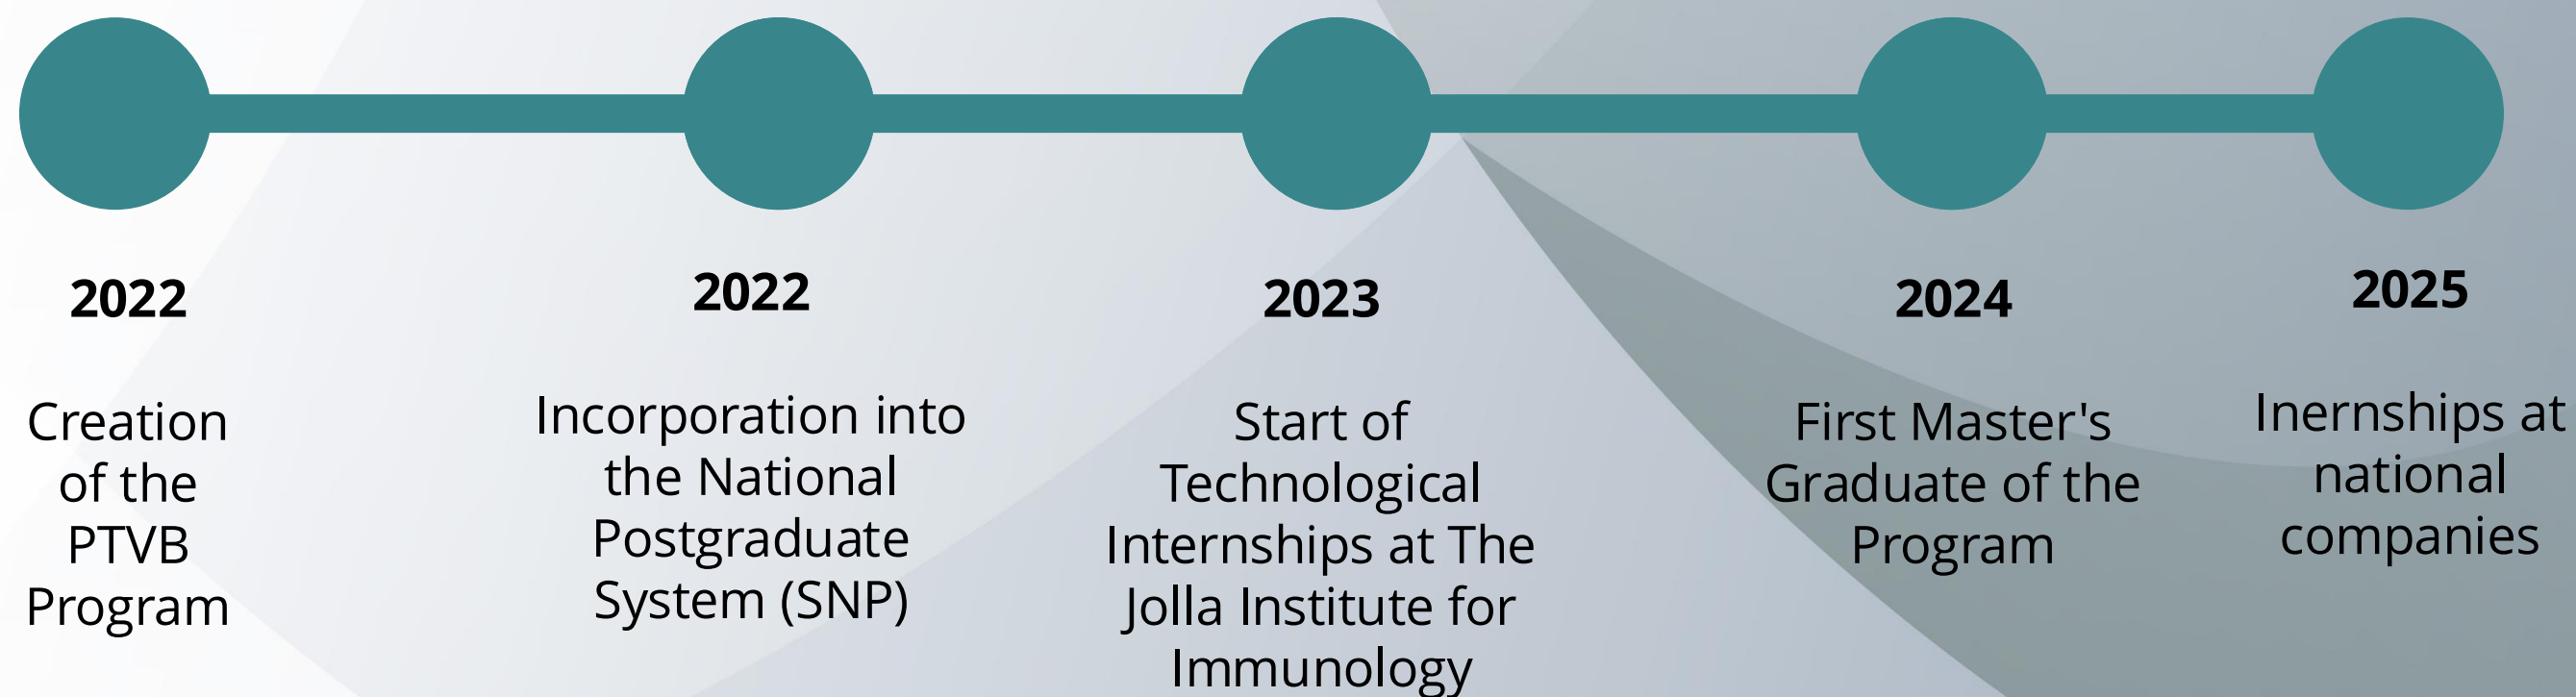 2022
Creation
of the
PTVB
Program
2022
Incorporation into
the National
Postgraduate
System (SNP)
2023
Start of
Technological
Internships at The
Jolla Institute for
Immunology
2024
First Master's
Graduate of the
Program
2025
Inernships at
national
companies